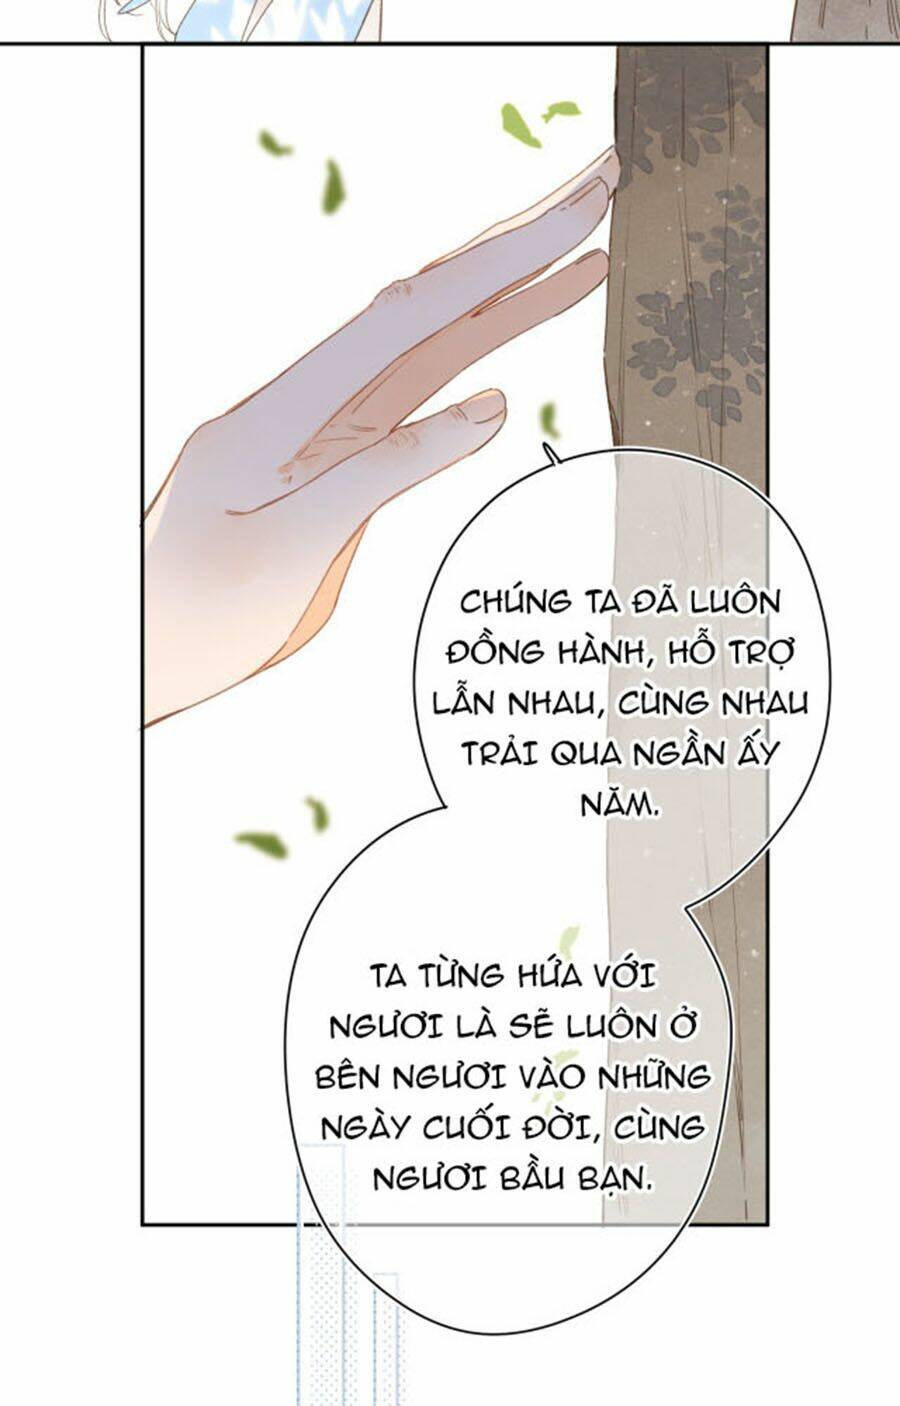 CHÚNG TA ĐÃ LUÔN
ĐỒNG HÀNH, HỖ TRỢ
LẪN NHAU, CÙNG NHAU
TRẢI QUA NGẦN ẤY
NĂM.
TA TỪNG HỨA VỚI
NGƯƠI LÀ SẼ LUÔN Ở
BÊN NGƯƠI VÀO NHỮNG
NGÀY CUỐI ĐỜI, CÙNG
NGƯƠI BẦU BẠN.